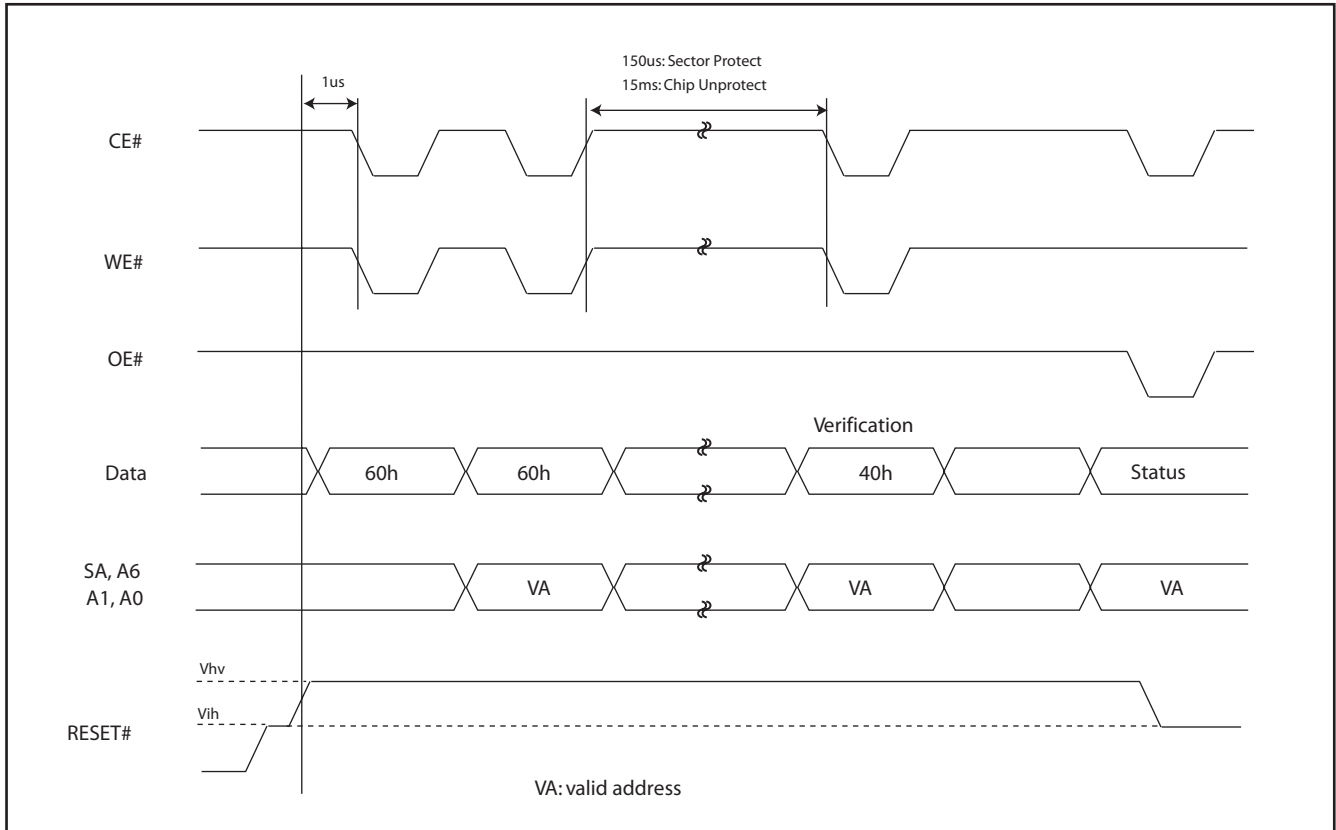 150us: Sector Protect
15ms: Chip Unprotect
1us
CE#
WE#
OE#
Verification
Data
60h
60h
40h
Status
SA, A6
A1, A0
VA
VA
VA
Vhv
Vih
RESET#
VA: valid address